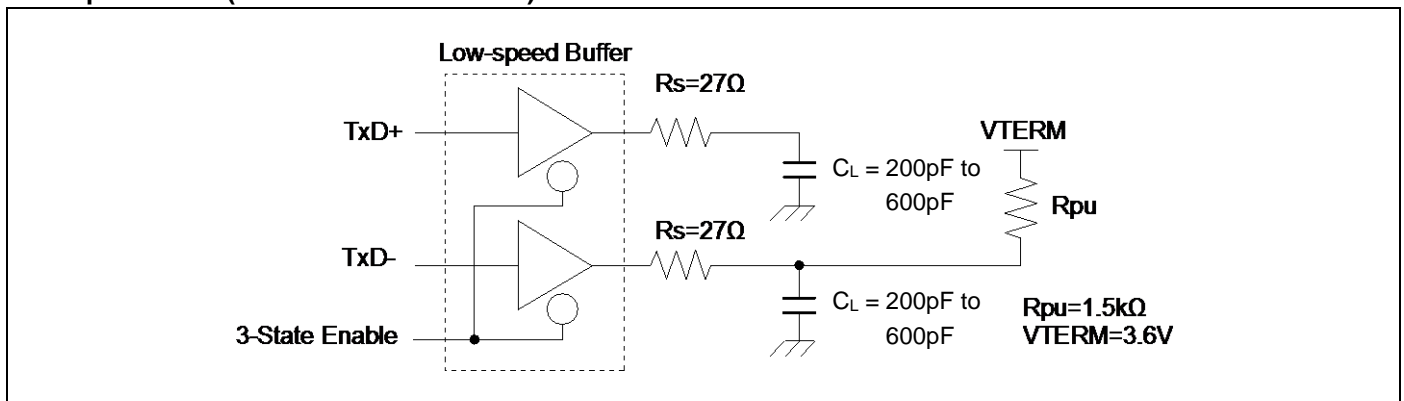 Low-speed Buffer
Rs=27Ω
TxD+
VTERM
CL = 200pF to
600pF
Rpu
Rs=27Ω
TxD-
CL = 200pF to
600pF
Rpu=1.5kΩ
VTERM=3.6V
3-State Enable